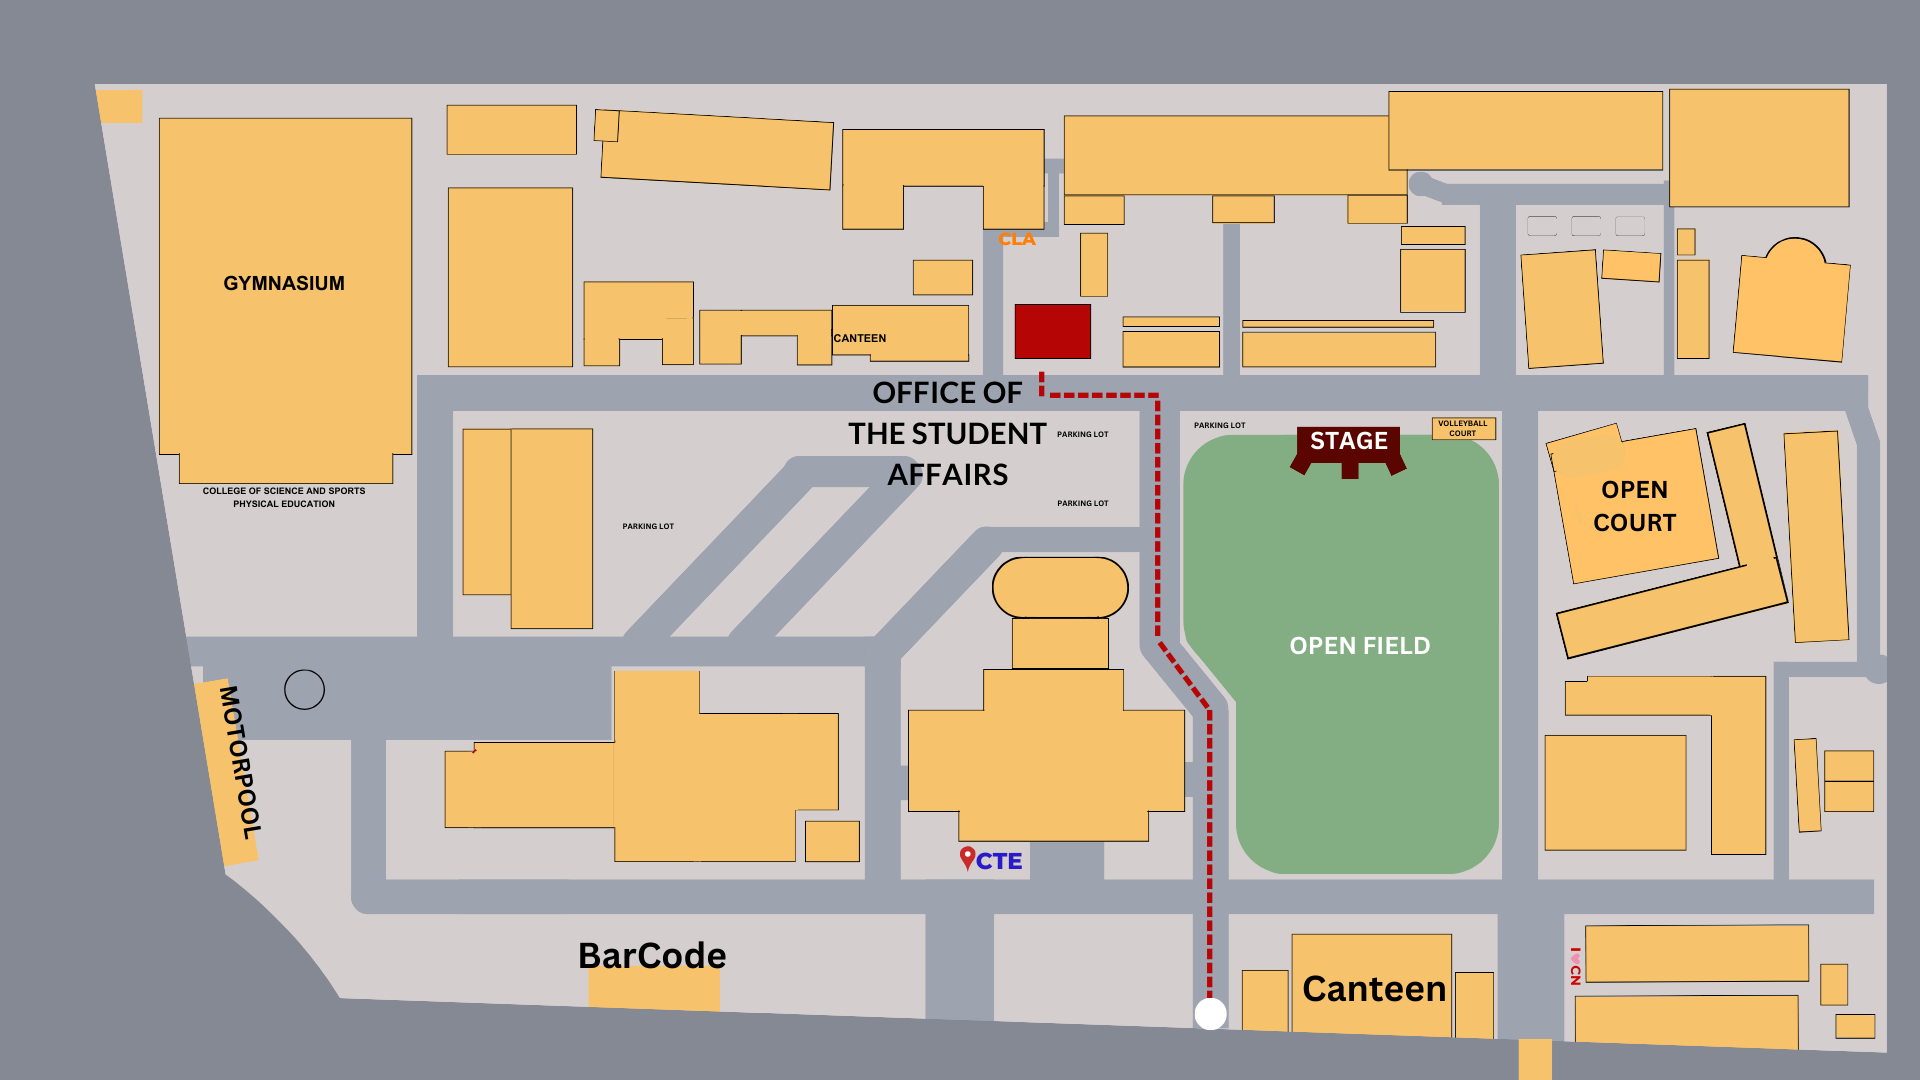 CLA
GYMNASIUM
CANTEEN
OFFICE OF
THE STUDENT
AFFAIRS
PARKING LOT
PARKING LOT
STAGE
VOLLEYBALL
COURT
COLLEGE OF SCIENCE AND SPORTS
PHYSICAL EDUCATION
PARKING LOT
PARKING LOT
OPEN
COURT
OPEN FIELD
MOTORPOOL
CTE
BarCode
Canteen
I CN